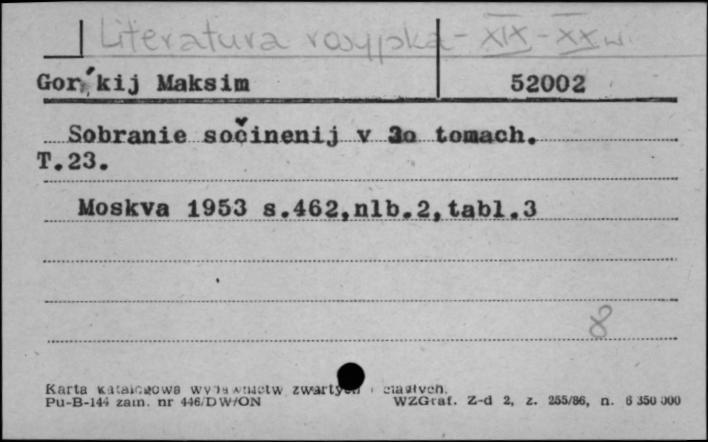 Literatura rosyjska - XIX - XX w.
Gor´kij Maksim 52002
Sobranie sočinenij v 30 tomach.
T.23.
Moskva 1953 s.462,nlb.2,tabl.3
8
Karta katalogowa wydawnictw zwartych i ciągłych.
Pu-B-144 zam. nr 446/DW/ON WZGraf. Z-d 2, z. 255/86, n. 6 350 000